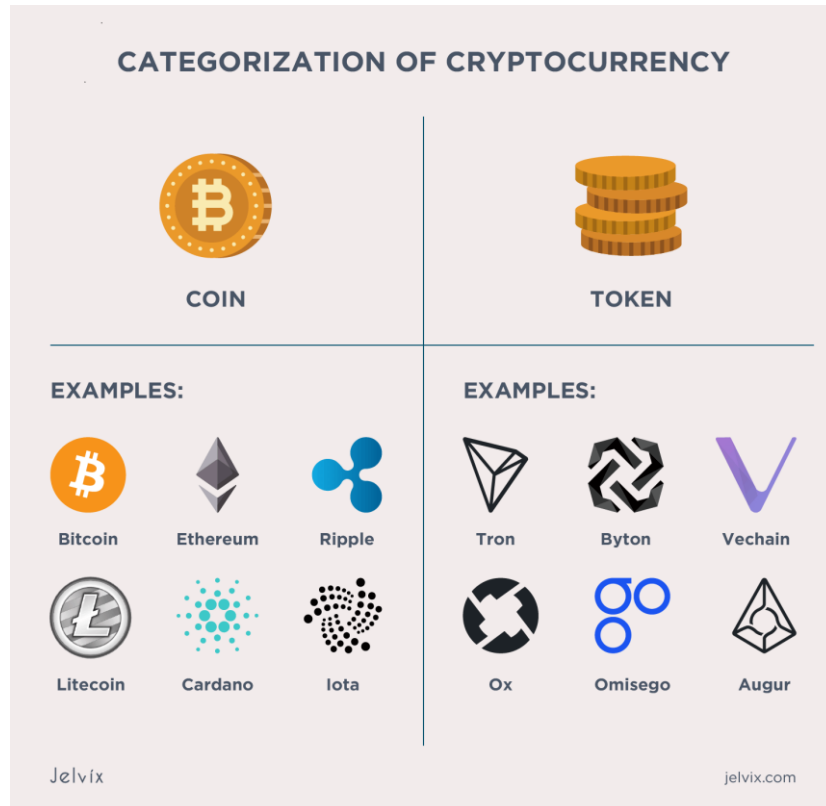 CATEGORIZATION OF CRYPTOCURRENCY
COIN
TOKEN
EXAMPLES:
Bitcoin Ethereum Ripple
Litecoin Cardano Iota
EXAMPLES:
Tron Byton Vechain
Ox Omisego Augur
Jelvíx
jelvix.com